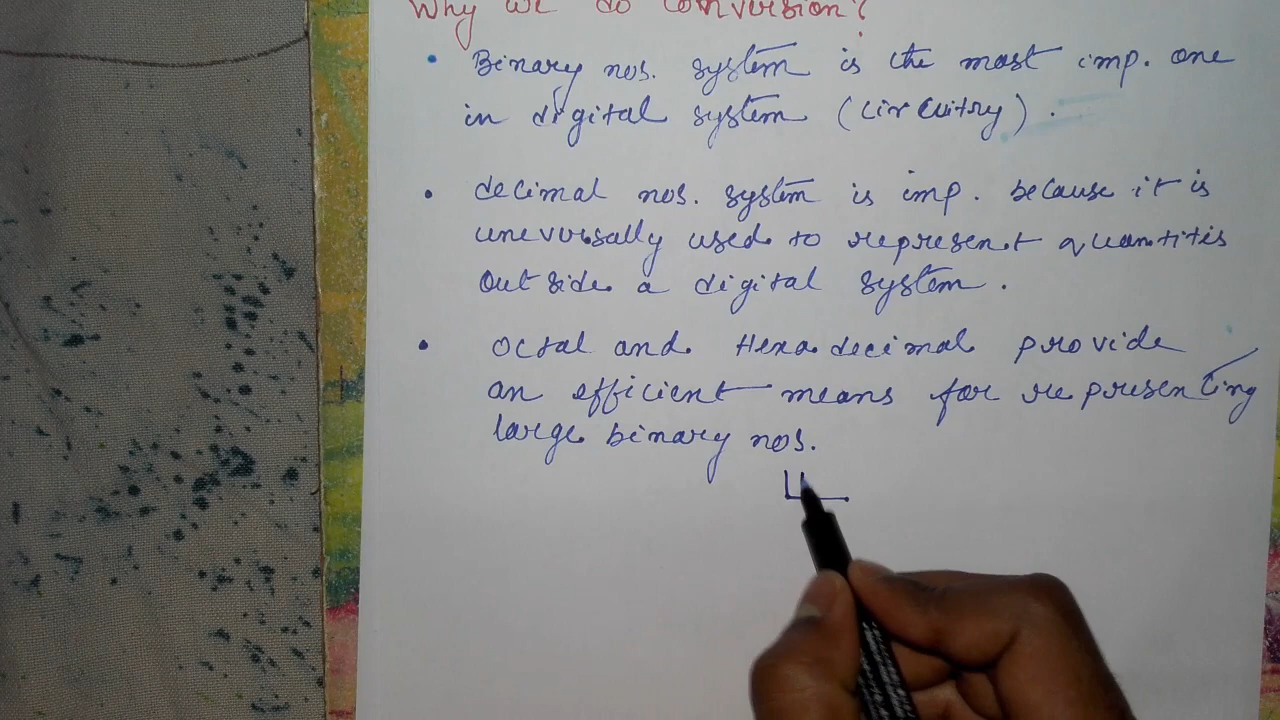 Why we do conversion?
• Binary nos. system is the most imp. one
in digital system (circuitry).
• decimal nos. system is imp. because it is
uneversally used to represent quantitis
outside a digital system.
• Octal and Hexadecimal provide
an efficient means for representing
large binary nos.